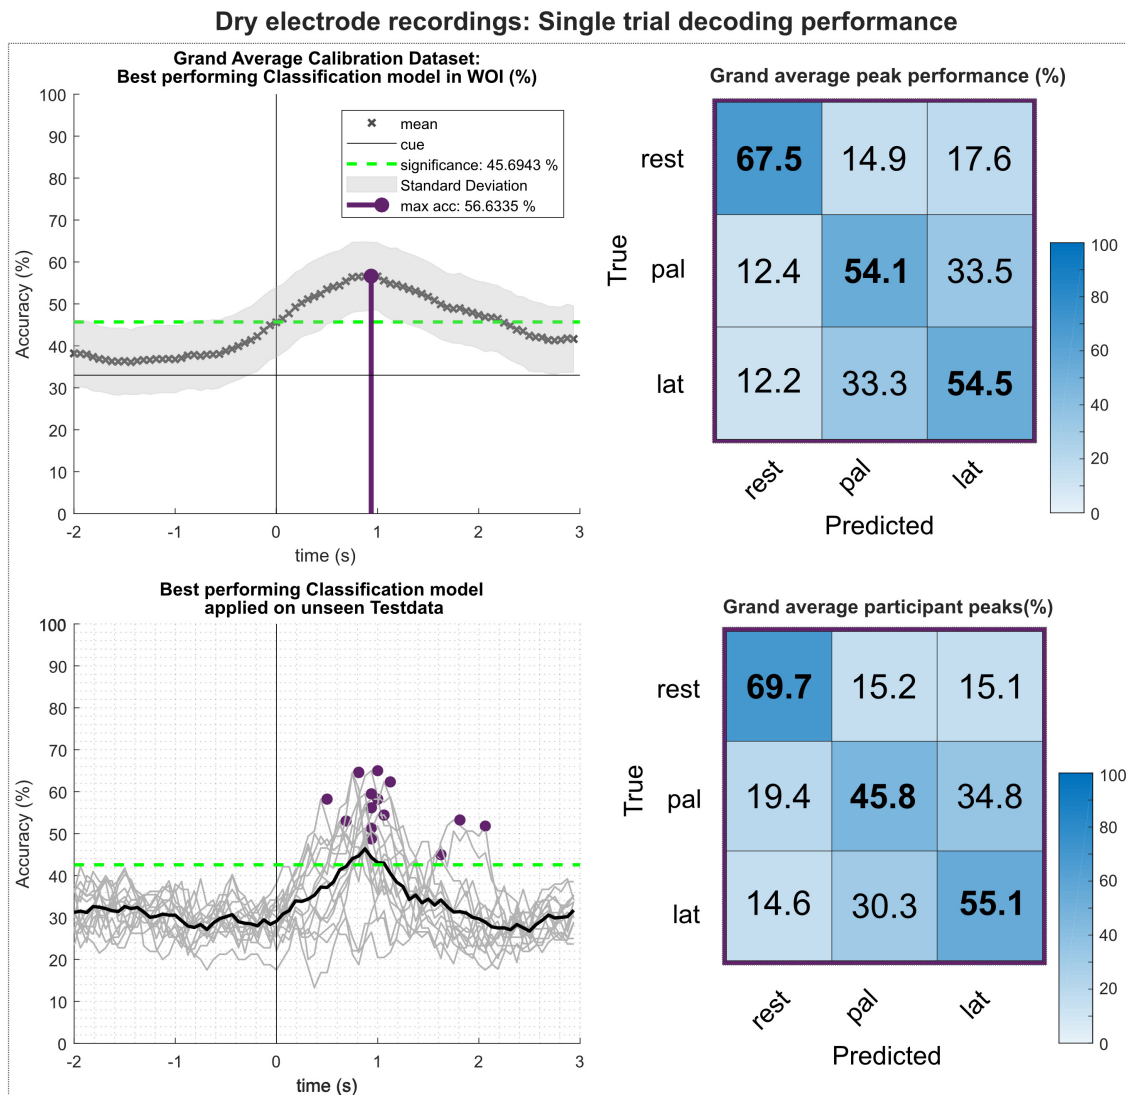 Dry electrode recordings: Single trial decoding performance
Grand Average Calibration Dataset:
Best performing Classification model in WOI (%)
100
90
80
70
60
50
40
30
20
10
0
Accuracy (%)
-2
-1
0
1
2
3
time (s)
mean
cue
significance: 45.6943 %
Standard Deviation
max acc: 56.6335 %
Grand average peak performance (%)
True
rest
67.5 14.9 17.6
pal
12.4 54.1 33.5
lat
12.2 33.3 54.5
rest pal lat
Predicted
100
80
60
40
20
0
Best performing Classification model
applied on unseen Testdata
100
90
80
70
60
50
40
30
20
10
0
Accuracy (%)
-2
-1
0
1
2
3
time (s)
Grand average participant peaks(%)
True
rest
69.7 15.2 15.1
pal
19.4 45.8 34.8
lat
14.6 30.3 55.1
rest pal lat
Predicted
100
80
60
40
20
0